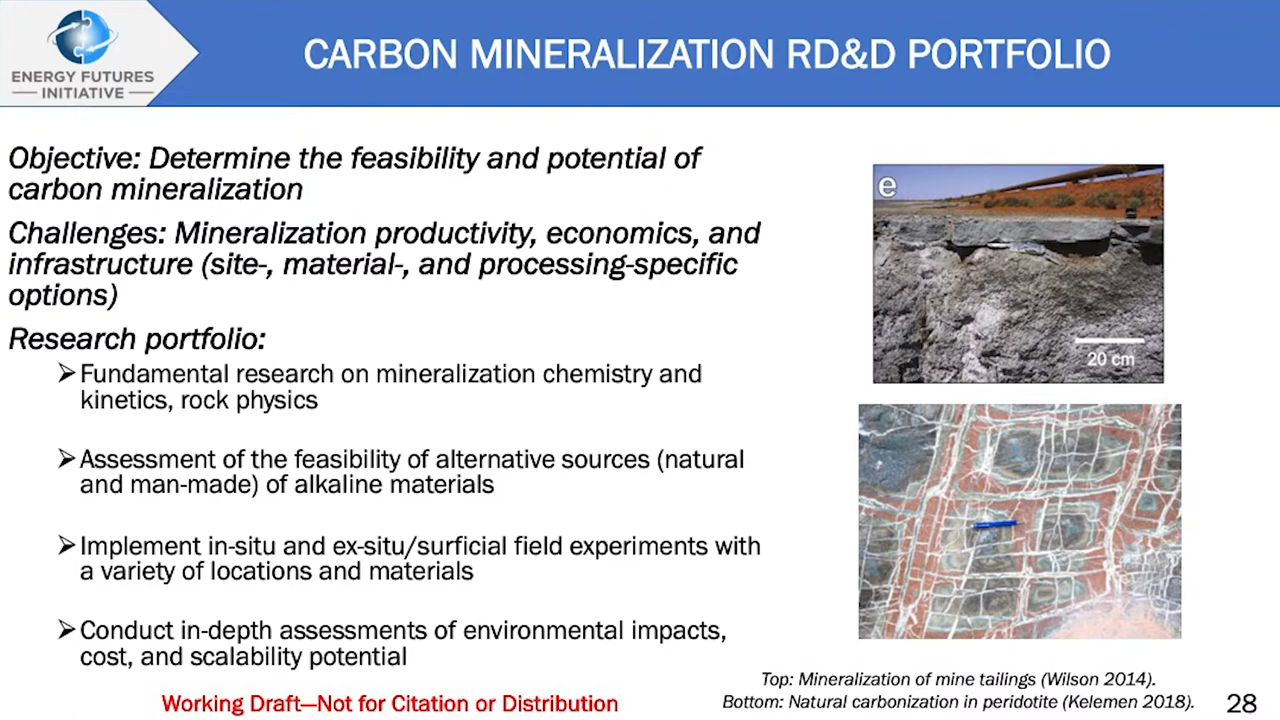 ENERGY FUTURES
INITIATIVE
CARBON MINERALIZATION RD&D PORTFOLIO
Objective: Determine the feasibility and potential of
carbon mineralization
Challenges: Mineralization productivity, economics, and
infrastructure (site-, material-, and processing-specific
options)
Research portfolio:
Fundamental research on mineralization chemistry and
kinetics, rock physics
Assessment of the feasibility of alternative sources (natural
and man-made) of alkaline materials
Implement in-situ and ex-situ/surficial field experiments with
a variety of locations and materials
Conduct in-depth assessments of environmental impacts,
cost, and scalability potential
Working Draft—Not for Citation or Distribution
e
20 cm
Top: Mineralization of mine tailings (Wilson 2014).
Bottom: Natural carbonization in peridotite (Kelemen 2018).
28